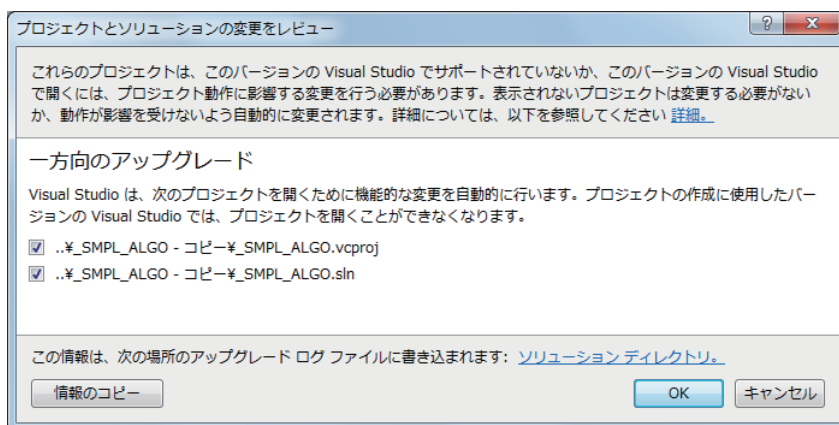 プロジェクトとソリューションの変更をレビュー
これらのプロジェクトは、このバージョンの Visual Studio でサポートされていないか、このバージョンの Visual Studio
で開くには、プロジェクト動作に影響する変更を行う必要があります。表示されないプロジェクトは変更する必要がない
か、動作が影響を受けないよう自動的に変更されます。詳細については、以下を参照してください 詳細。
一方向のアップグレード
Visual Studio は、次のプロジェクトを開くために機能的な変更を自動的に行います。プロジェクトの作成に使用したバー
ジョンの Visual Studio では、プロジェクトを開くことができなくなります。
..¥_SMPL_ALGO - コピー¥_SMPL_ALGO.vcproj
..¥_SMPL_ALGO - コピー¥_SMPL_ALGO.sln
この情報は、次の場所のアップグレード ログ ファイルに書き込まれます: ソリューション ディレクトリ。
情報のコピー
OK
キャンセル